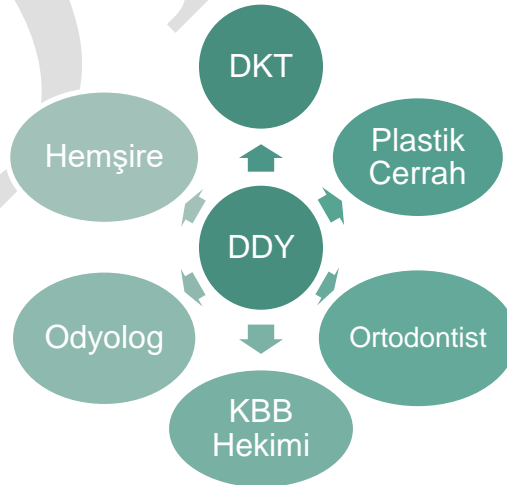 DKT
Hemşire
Plastik
Cerrah
DDY
Odyolog
Ortodontist
KBB
Hekimi